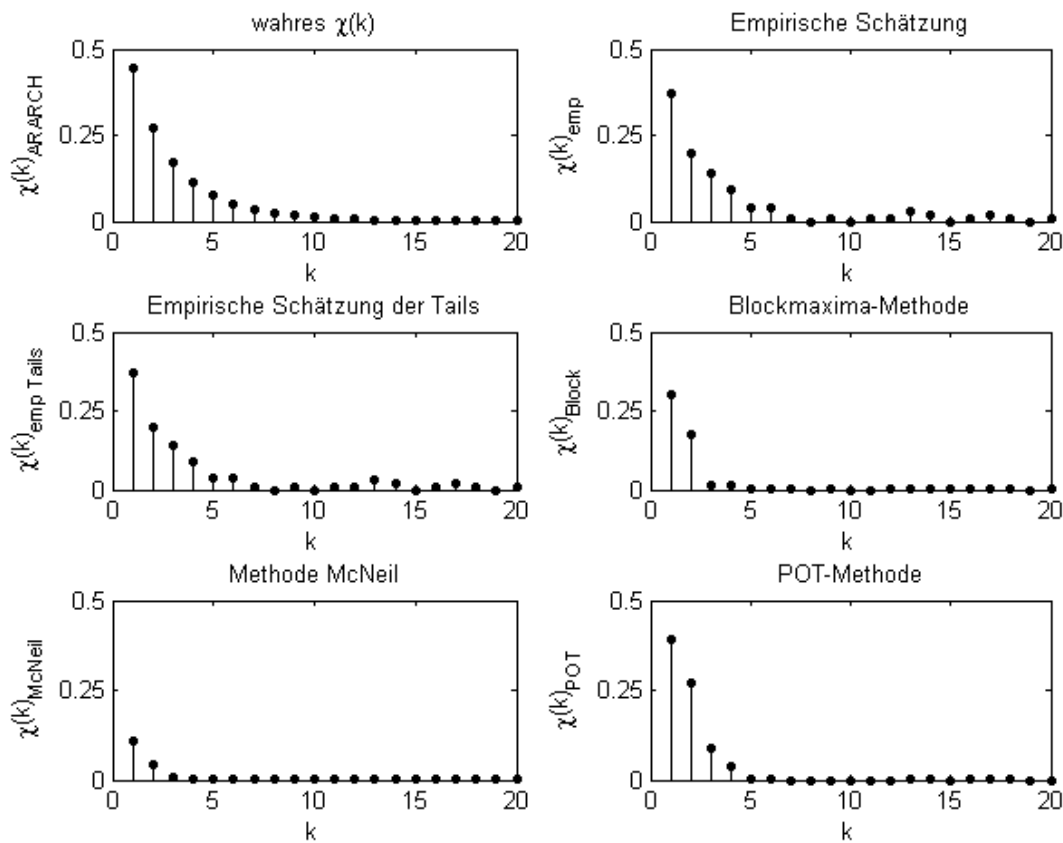 wahres χ(k)
0.5
0.25
0
χ(k)ARARCH
0 5 10 15 20
k
Empirische Schätzung
0.5
0.25
0
χ(k)emp
0 5 10 15 20
k
Empirische Schätzung der Tails
0.5
0.25
0
χ(k)emp Tails
0 5 10 15 20
k
Blockmaxima-Methode
0.5
0.25
0
χ(k)Block
0 5 10 15 20
k
Methode McNeil
0.5
0.25
0
χ(k)McNeil
0 5 10 15 20
k
POT-Methode
0.5
0.25
0
χ(k)POT
0 5 10 15 20
k